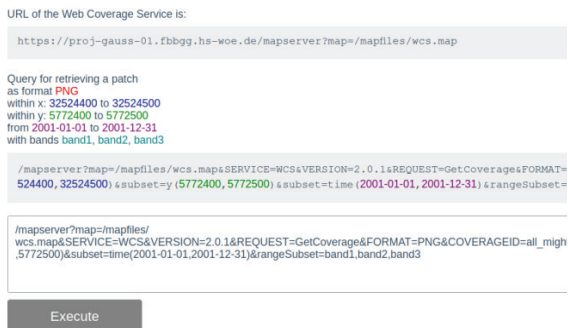 URL of the Web Coverage Service is:
https://proj-gauss-01.fbbgg.hs-woe.de/mapserver?map=/mapfiles/wcs.map
Query for retrieving a patch
as format PNG
within x: 32524400 to 32524500
within y: 5772400 to 5772500
from 2001-01-01 to 2001-12-31
with bands band1, band2, band3
/mapserver?map=/mapfiles/wcs.map&SERVICE=WCS&VERSION=2.0.1&REQUEST=GetCoverage&FORMAT=
524400,32524500)&subset=y(5772400,5772500)&subset=time(2001-01-01,2001-12-31)&rangeSubset=
/mapserver?map=/mapfiles/
wcs.map&SERVICE=WCS&VERSION=2.0.1&REQUEST=GetCoverage&FORMAT=PNG&COVERAGEID=all_might
,5772500)&subset=time(2001-01-01,2001-12-31)&rangeSubset=band1,band2,band3
Execute